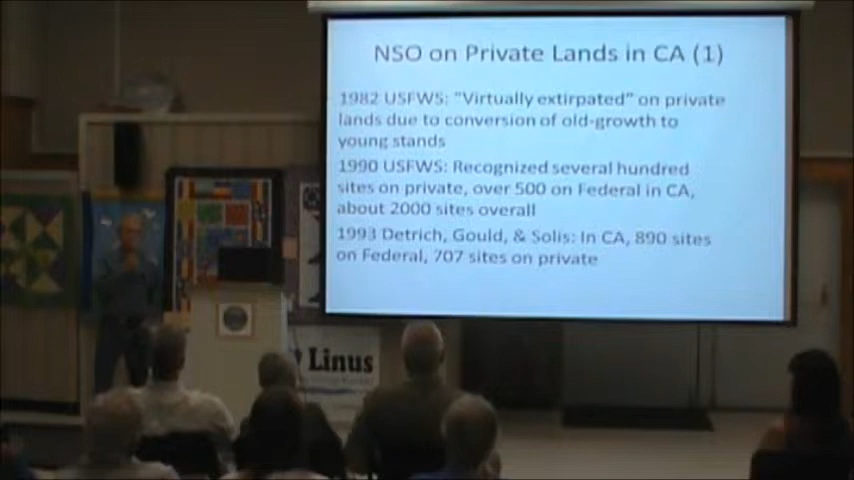 NSO on Private Lands in CA (1)
1982 USFWS: "Virtually extirpated" on private
lands due to conversion of old-growth to
young stands
1990 USFWS: Recognized several hundred
sites on private, over 500 on Federal in CA,
about 2000 sites overall
1993 Detrich, Gould, & Solis: In CA, 890 sites
on Federal, 707 sites on private
Linus